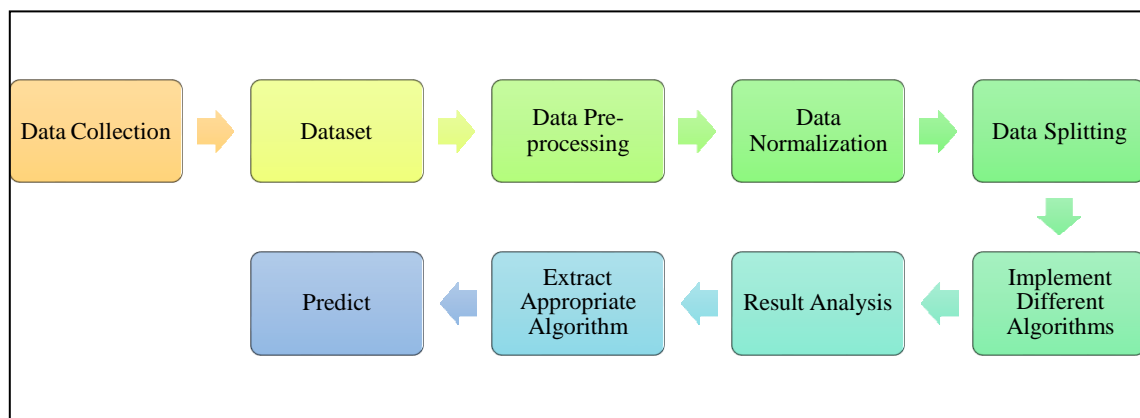 Data Collection
Dataset
Data Pre-
processing
Data
Normalization
Data Splitting
Implement
Different
Algorithms
Result Analysis
Extract
Appropriate
Algorithm
Predict